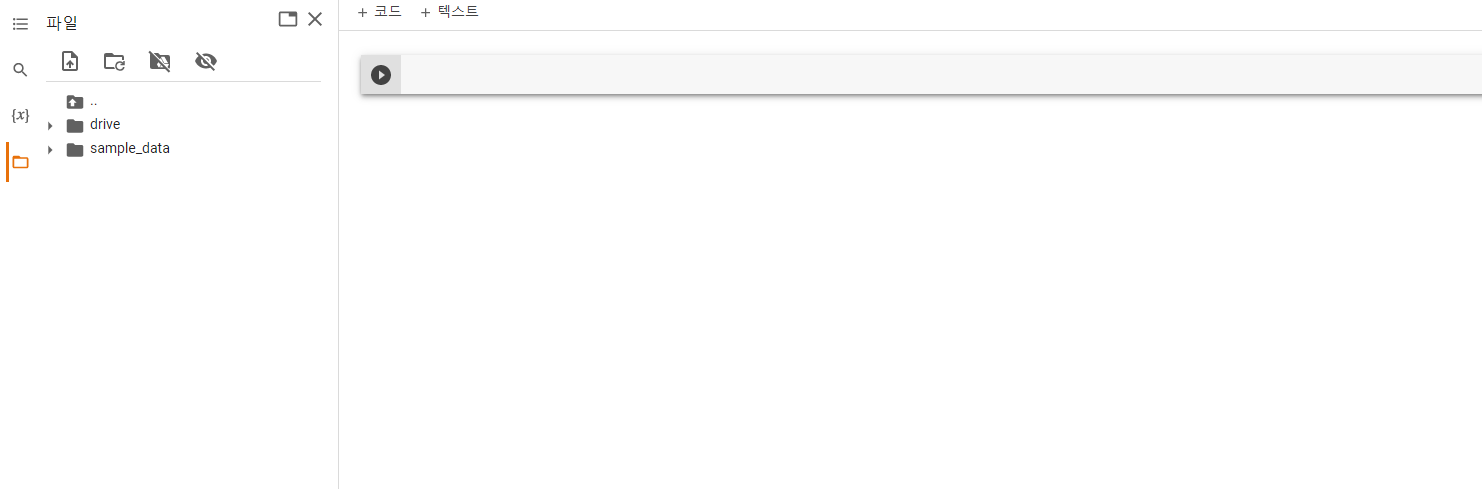 파일
{x}
..
drive
sample_data
+ 코드 + 텍스트